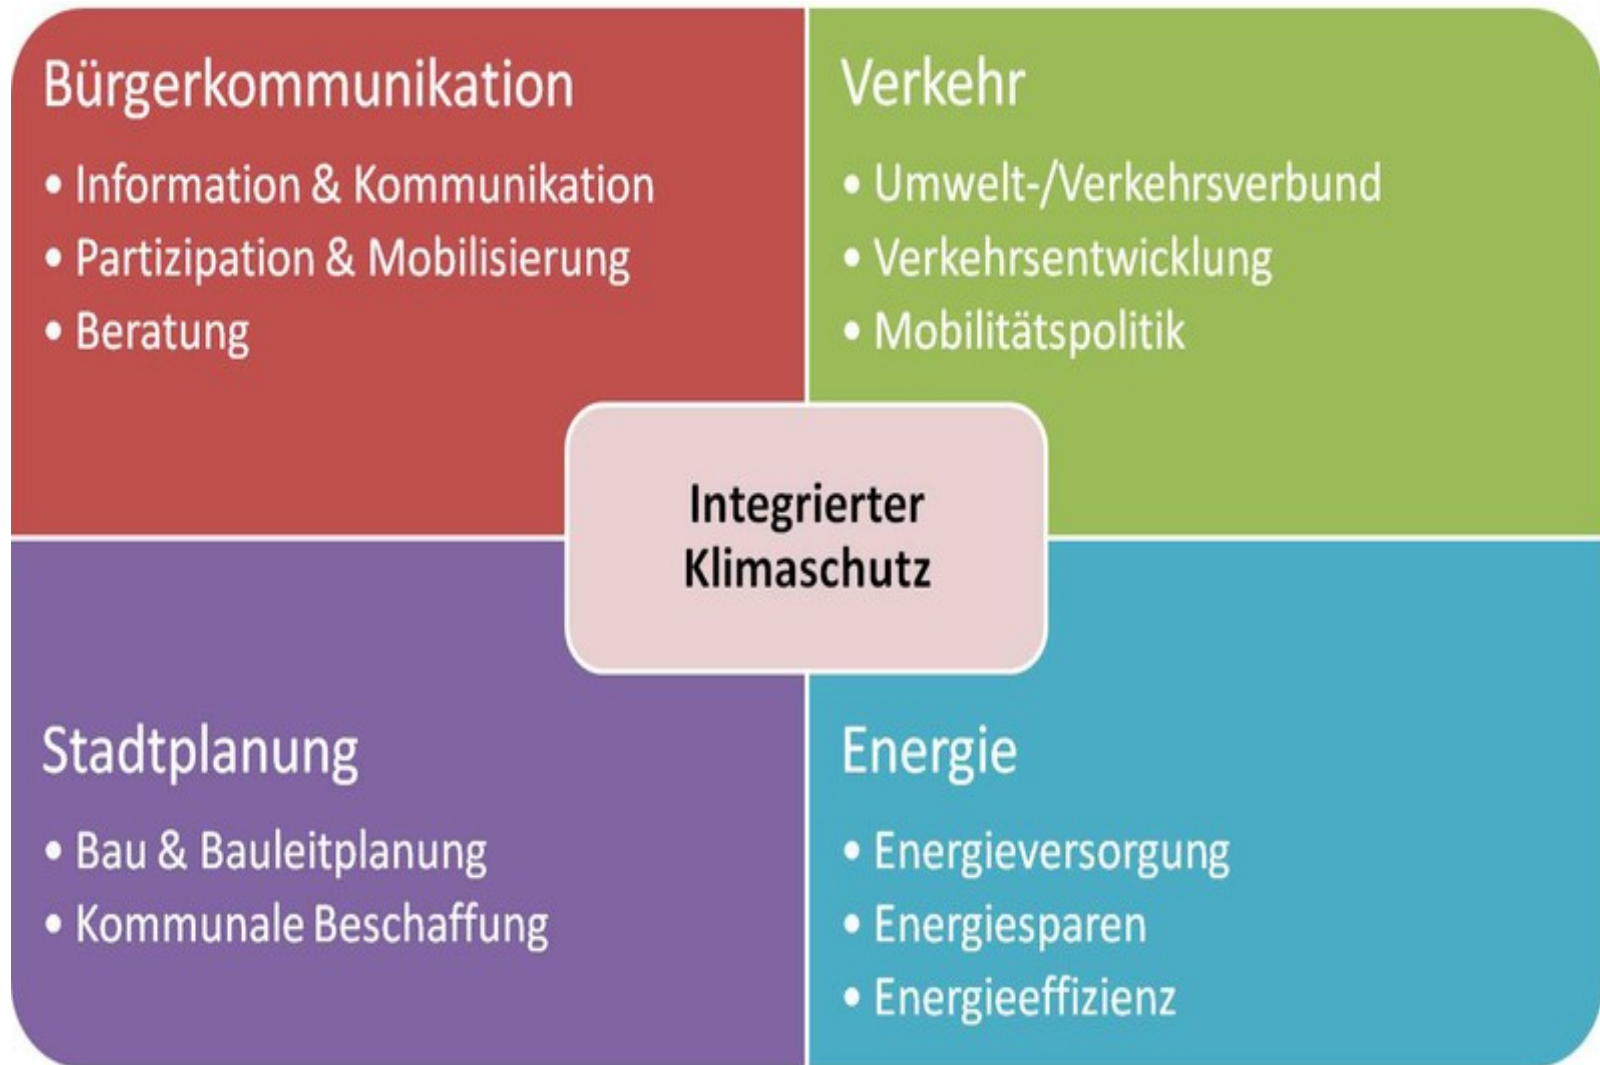 Bürgerkommunikation
• Information & Kommunikation
• Partizipation & Mobilisierung
• Beratung
Verkehr
• Umwelt-/Verkehrsverbund
• Verkehrsentwicklung
• Mobilitätspolitik
Integrierter
Klimaschutz
Stadtplanung
• Bau & Bauleitplanung
• Kommunale Beschaffung
Energie
• Energieversorgung
• Energiesparen
• Energieeffizienz